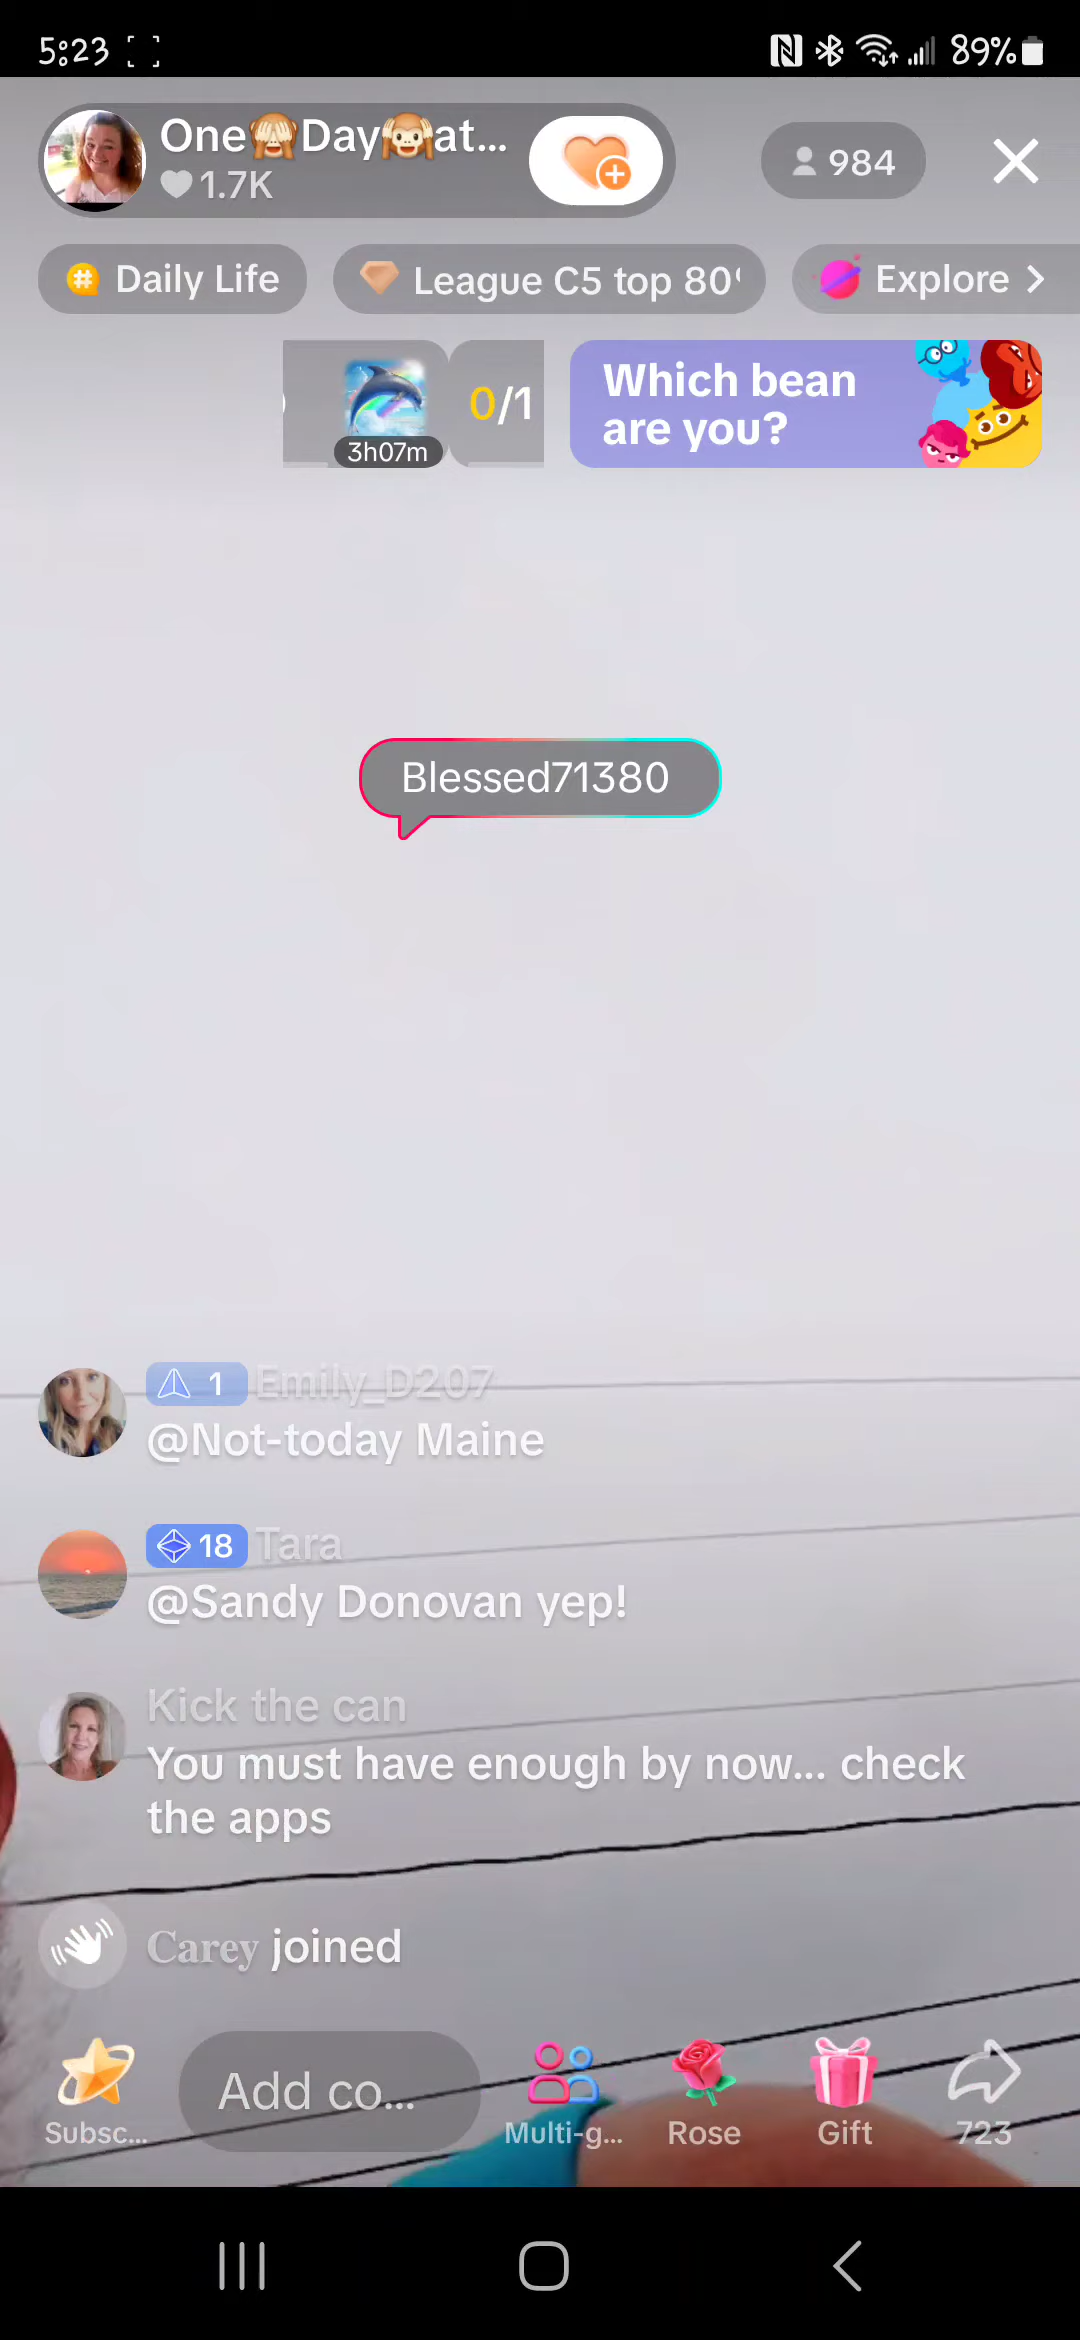 5:23
89%
One🙈Day🙉at...
1.7K
984
Daily Life
League C5 top 80
Explore
3h07m
0/1
Which bean
are you?
Blessed71380
1 Emily_D207
@Not-today Maine
18 Tara
@Sandy Donovan yep!
Kick the can
You must have enough by now... check
the apps
Carey joined
Subsc...
Add co...
Multi-g...
Rose
Gift
723